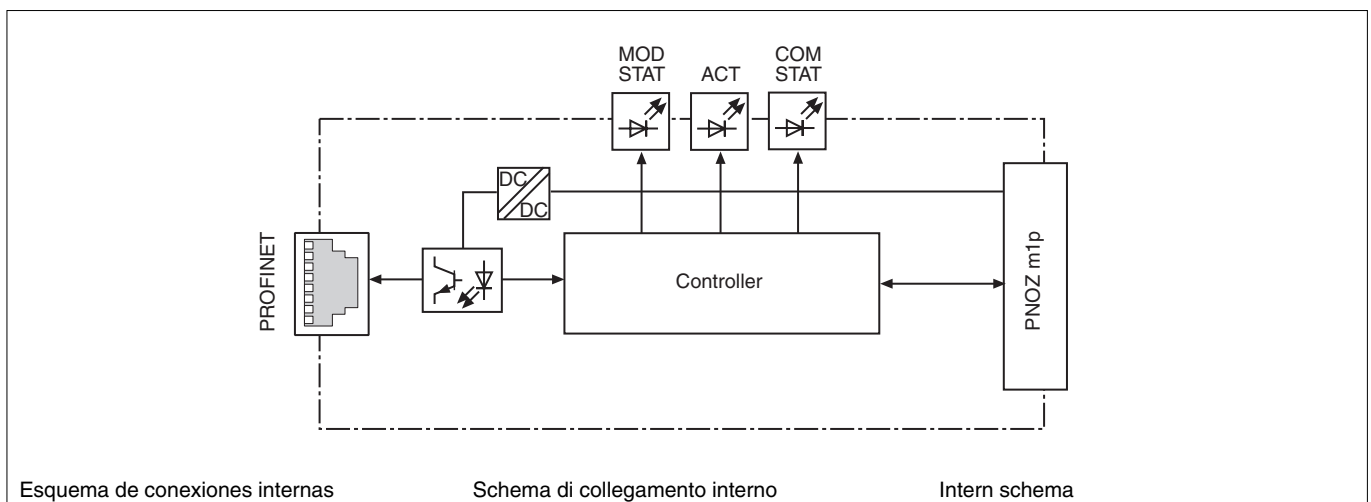 MOD
STAT
ACT
COM
STAT
DC
DC
PROFINET
Controller
PNOZ m1p
Esquema de conexiones internas
Schema di collegamento interno
Intern schema